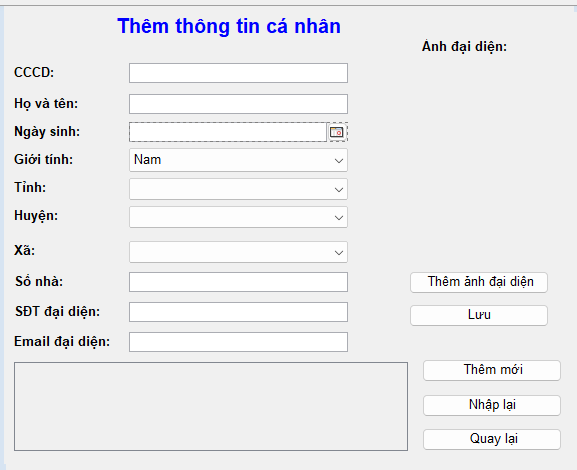 Thêm thông tin cá nhân
Ảnh đại diện:
CCCD:
Họ và tên:
Ngày sinh:
Giới tính:
Nam
Tỉnh:
Huyện:
Xã:
Số nhà:
Thêm ảnh đại diện
SĐT đại diện:
Lưu
Email đại diện:
Thêm mới
Nhập lại
Quay lại